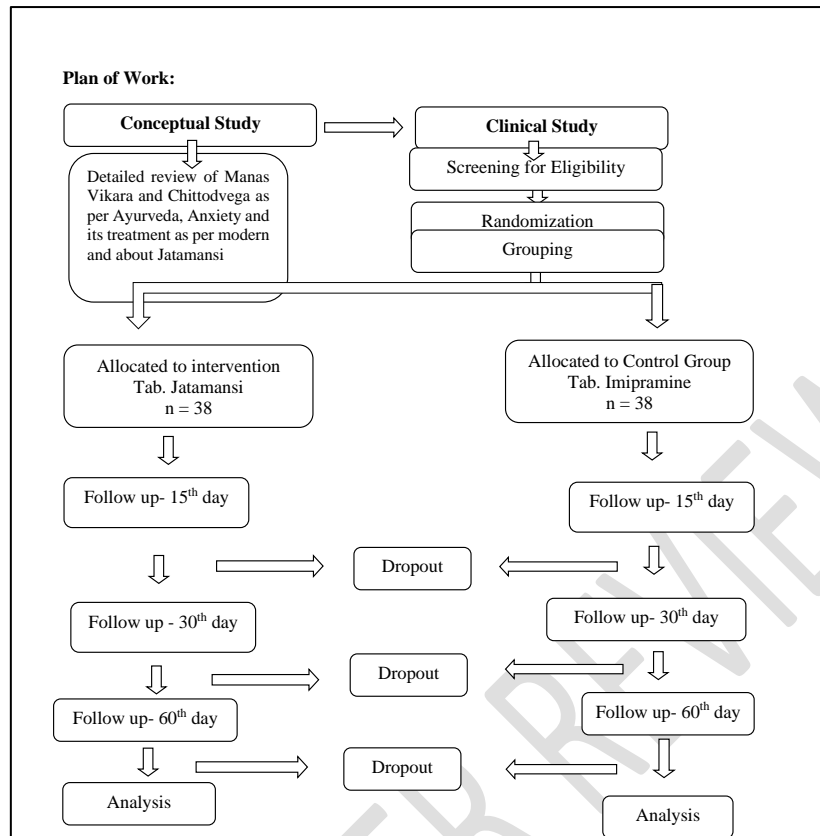 Plan of Work:
Conceptual Study
Clinical Study
Detailed review of Manas
Vikara and Chittodvega as
per Ayurveda, Anxiety and
its treatment as per modern
and about Jatamansi
Screening for Eligibility
Randomization
Grouping
Allocated to intervention
Tab. Jatamansi
n = 38
Allocated to Control Group
Tab. Imipramine
n = 38
Follow up- 15th day
Follow up- 15th day
Dropout
Follow up - 30th day
Follow up- 30th day
Dropout
Follow up- 60th day
Follow up- 60th day
Dropout
Analysis
Analysis
ER REVIEW